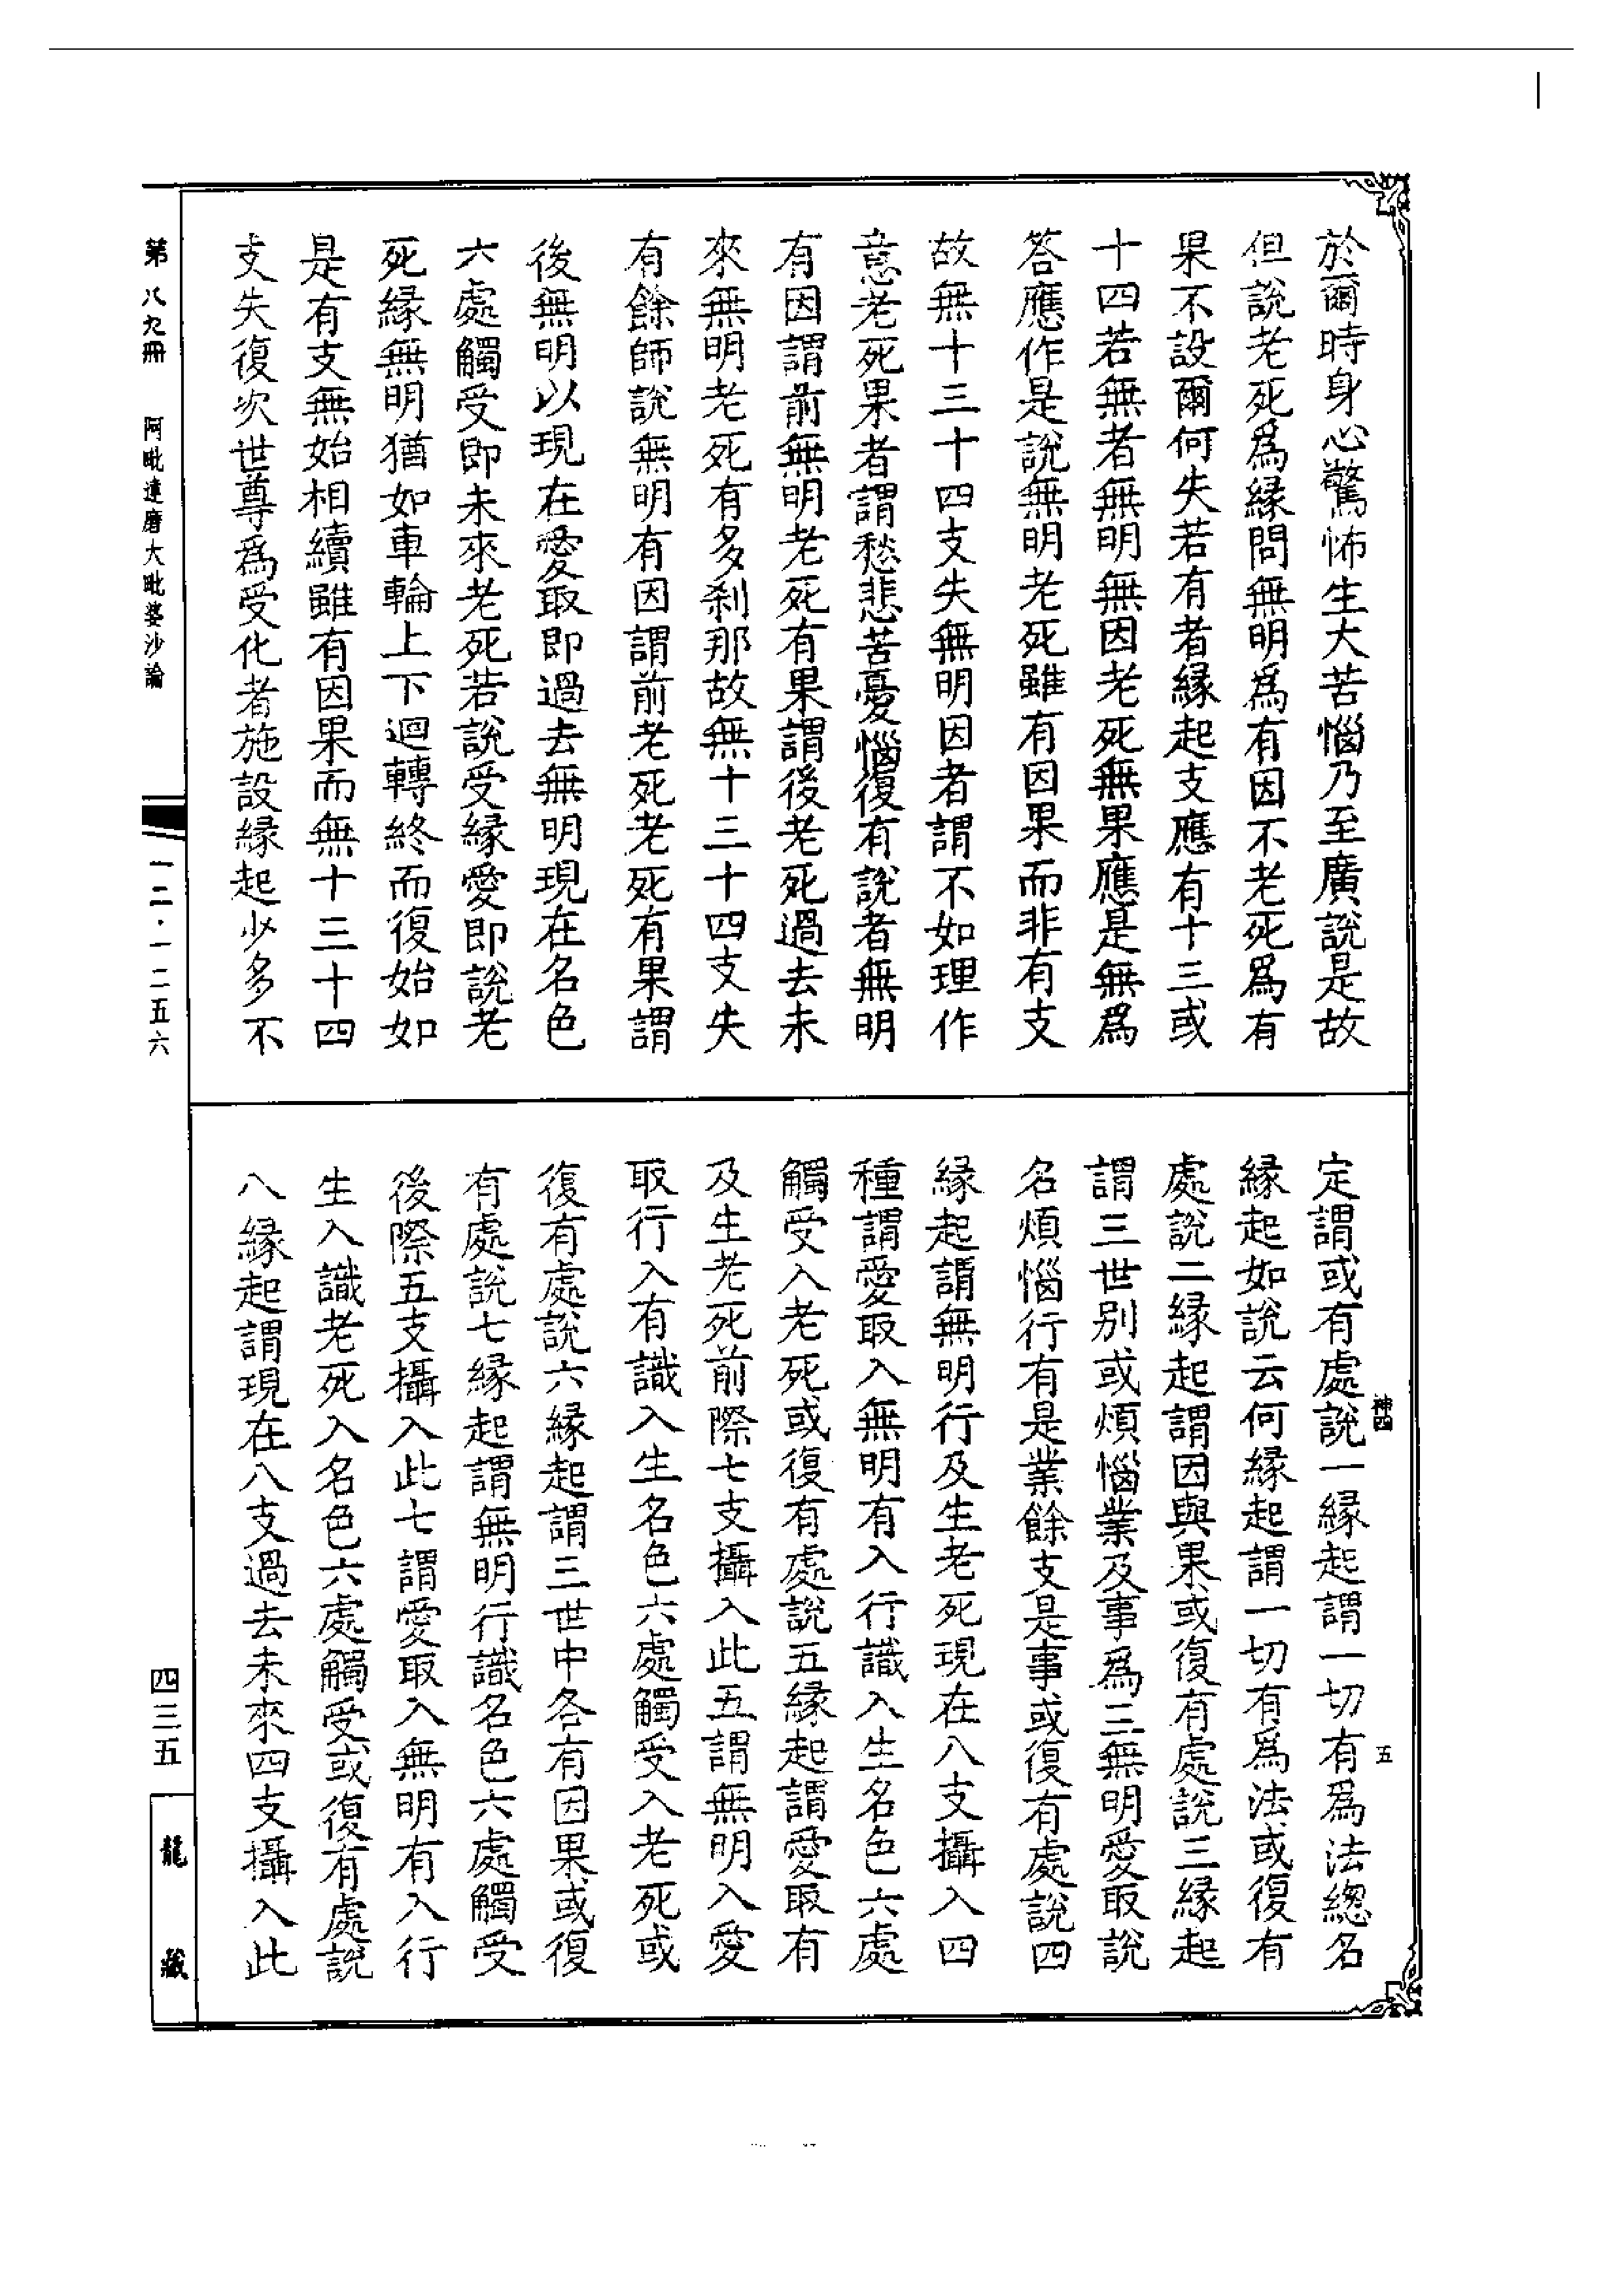 於爾時身心驚怖生大苦惱乃至廣說是故
但說老死爲緣問無明爲有因不老死爲有
果不設爾何失若有者緣起支應有十三或
十四若無者無明無因老死無果應是無爲
答應作是說無明老死雖有因果而非有支
故無十三十四支失無明因者謂不如理作
意老死果者謂愁悲苦憂惱復有說者無明
有因謂前無明老死有果謂後老死過去未
來無明老死有多刹那故無十三十四支失
有餘師說無明有因謂前老死老死有果謂
後無明以現在愛取即過去無明現在名色
六處觸受即未來老死若說受緣愛即說老
死緣無明猶如車輪上下迴轉終而復始如
是有支無始相續雖有因果而無十三十四
支失復次世尊爲受化者施設緣起少多不
定謂或有處說一緣起謂一切有爲法總名
緣起如說云何緣起謂一切有爲法或復有
處說二緣起謂因與果或復有處說三緣起
謂三世別或煩惱業及事爲三無明愛取說
名煩惱行有是業餘支是事或復有處說四
緣起謂無明行及生老死現在八支攝入四
種謂愛取入無明有入行識入生名色六處
觸受入老死或復有處說五緣起謂愛取有
及生老死前際七支攝入此五謂無明入愛
取行入有識入生名色六處觸受入老死或
復有處說六緣起謂三世中各有因果或復
有處說七緣起謂無明行識名色六處觸受
後際五支攝入此七謂愛取入無明有入行
生入識老死入名色六處觸受或復有處說
八緣起謂現在八支過去未來四支攝入此
神四
五
第八九冊
阿毗達磨大毗婆沙論
一二·一二五六
四三五
龍藏